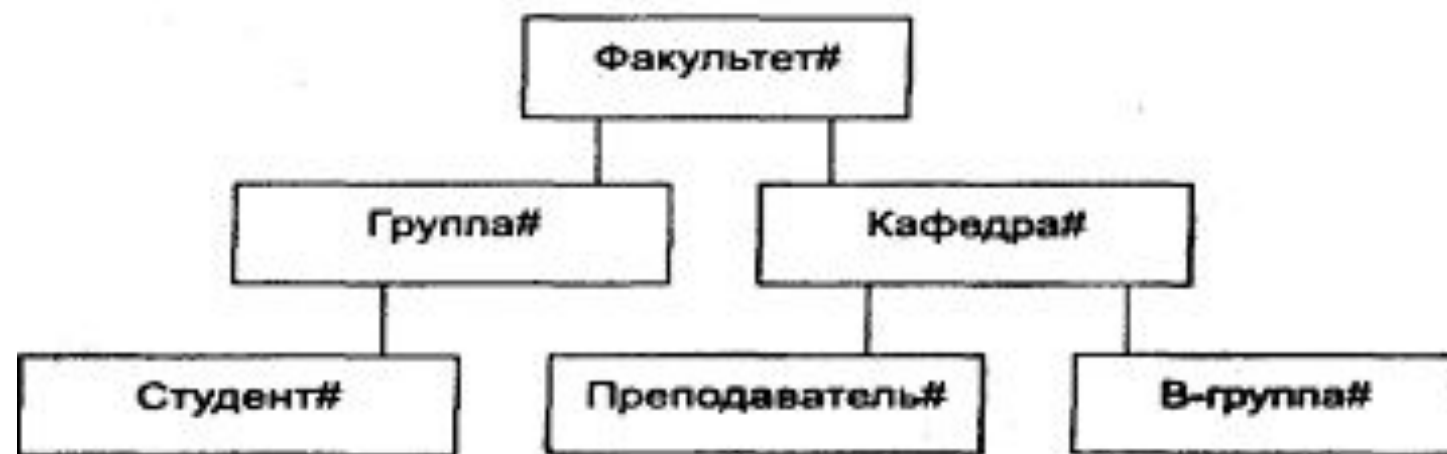 Факультет#
Группа#
Кафедра#
Студент#
Преподаватель#
В-группа#